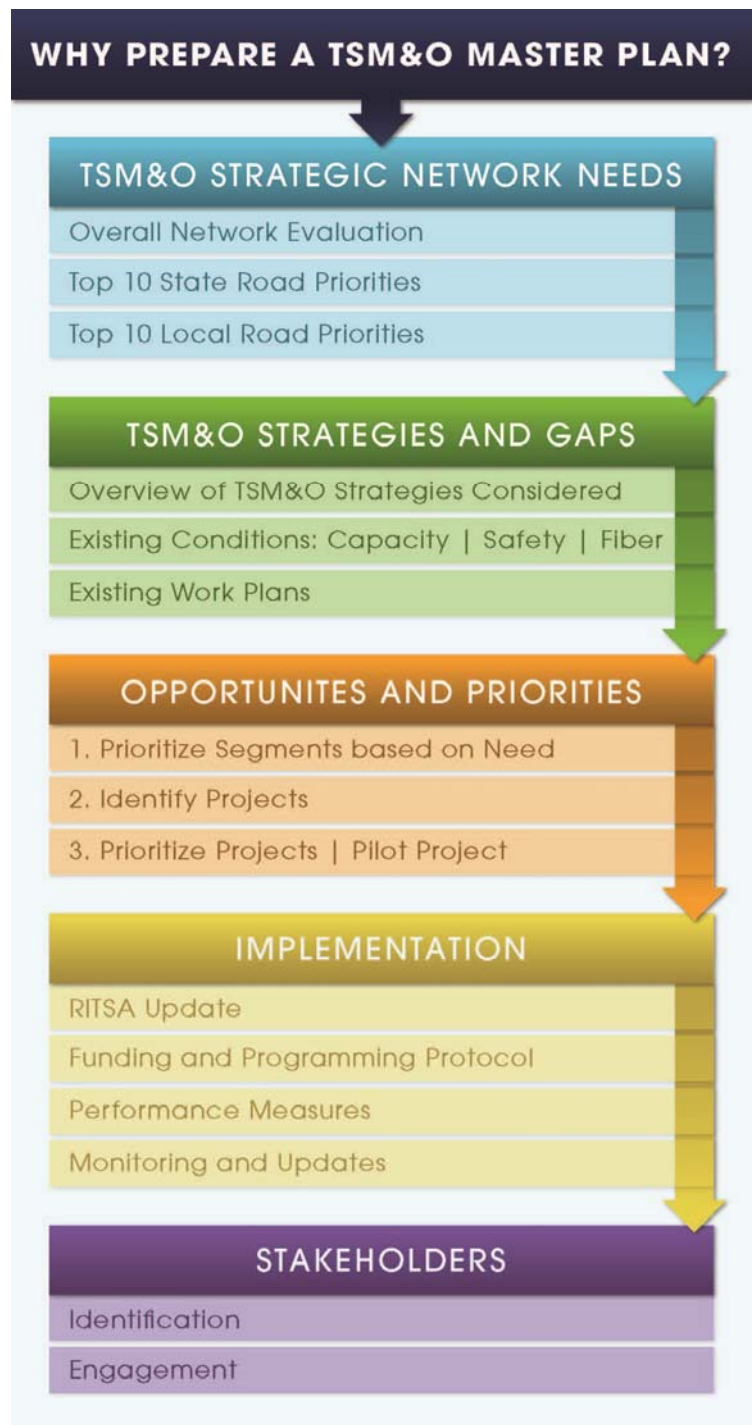 WHY PREPARE A TSM&O MASTER PLAN?
TSM&O STRATEGIC NETWORK NEEDS
Overall Network Evaluation
Top 10 State Road Priorities
Top 10 Local Road Priorities
TSM&O STRATEGIES AND GAPS
Overview of TSM&O Strategies Considered
Existing Conditions: Capacity | Safety | Fiber
Existing Work Plans
OPPORTUNITES AND PRIORITIES
1. Prioritize Segments based on Need
2. Identify Projects
3. Prioritize Projects | Pilot Project
IMPLEMENTATION
RITSA Update
Funding and Programming Protocol
Performance Measures
Monitoring and Updates
STAKEHOLDERS
Identification
Engagement